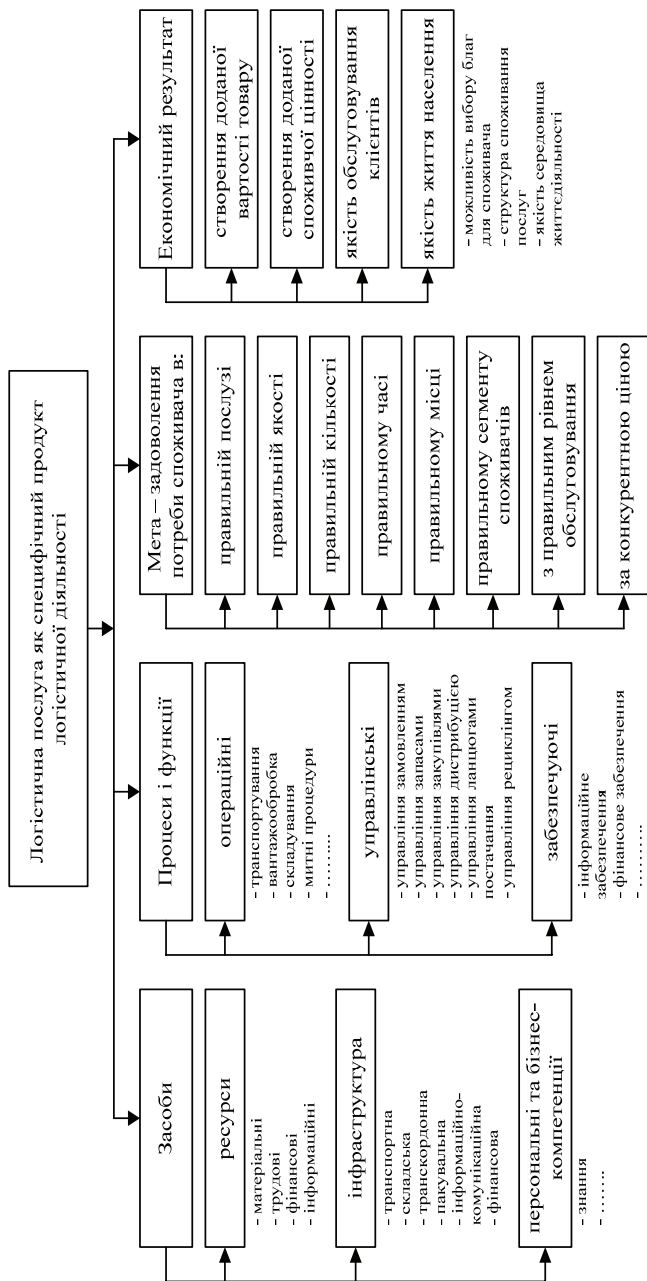 Логістична послуга як специфічний продукт
логістичної діяльності
Засоби
ресурси
- матеріальні
- трудові
- фінансові
- інформаційні
інфраструктура
- транспортна
- складська
- транскордонна
- пакувальна
- інформаційно-
комунікаційна
- фінансова
персональні та бізнес-
компетенції
- знання
- ........
Процеси і функції
операційні
- транспортування
- вантажообробка
- складування
- митні процедури
- .........
управлінські
- управління замовленням
- управління запасами
- управління закупівлями
- управління дистрибуцією
- управління ланцюгами
постачання
- управління рециклінгом
забезпечуючі
- інформаційне
забезпечення
- фінансове забезпечення
- ..........
Мета – задоволення
потреби споживача в:
правильній послузі
правильній якості
правильній кількості
правильному часі
правильному місці
правильному сегменту
споживачів
з правильним рівнем
обслуговування
за конкурентною ціною
Економічний результат
створення доданої
вартості товару
створення доданої
споживчої цінності
якість обслуговування
клієнтів
якість життя населення
- можливість вибору благ
для споживача
- структура споживання
послуг
- якість середовища
життєдіяльності